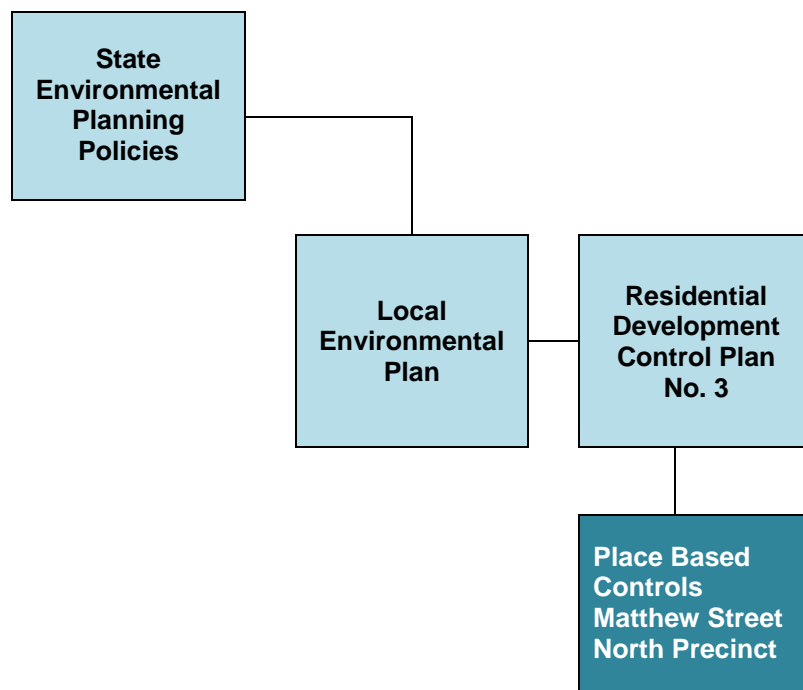 State
Environmental
Planning
Policies
Local
Environmental
Plan
Residential
Development
Control Plan
No. 3
Place Based
Controls
Matthew Street
North Precinct